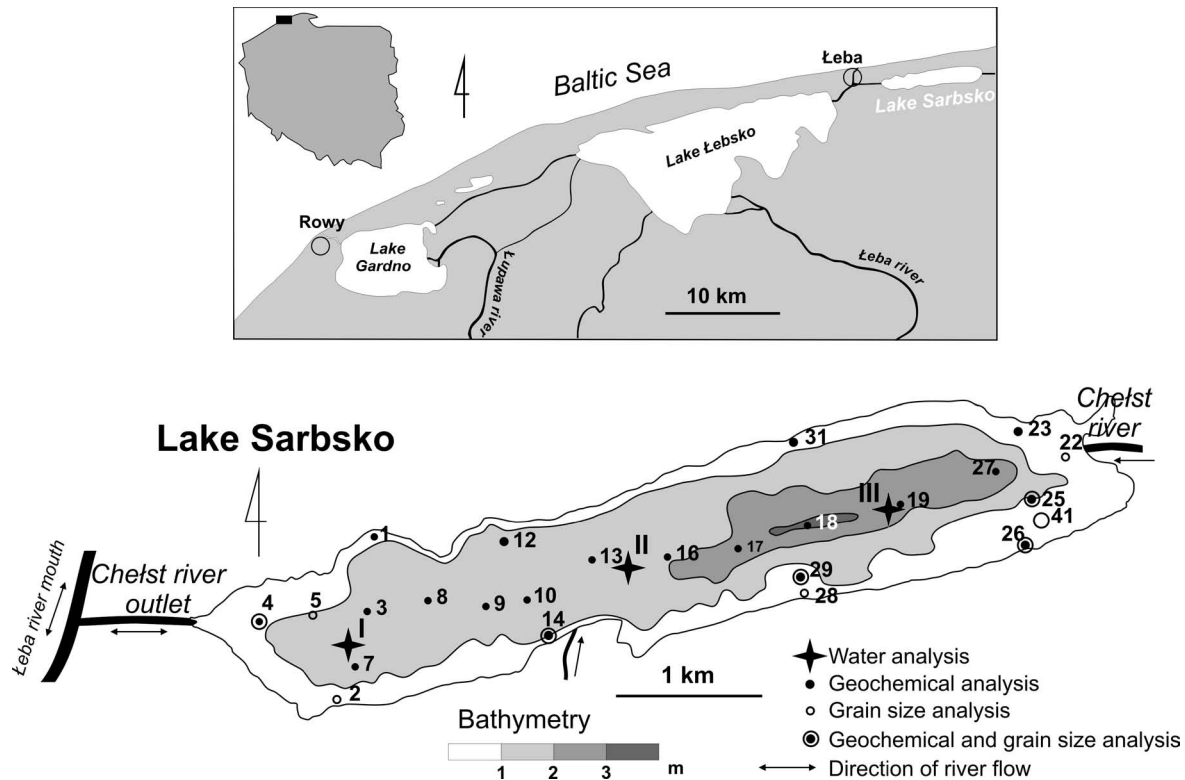 Baltic Sea
Łeba
Lake Sarbsko
Lake Łebsko
Rowy
Lake
Gardno
Łupawa river
Łeba river
10 km
Lake Sarbsko
Chełst
river
31
23
22
27
III
19
25
18
41
26
1
12
II
13
16
17
29
28
Łeba river mouth
Chełst river
outlet
4
5
3
8
9
10
14
I
7
2
1 km
Water analysis
Geochemical analysis
Grain size analysis
Geochemical and grain size analysis
Direction of river flow
Bathymetry
1 2 3 m